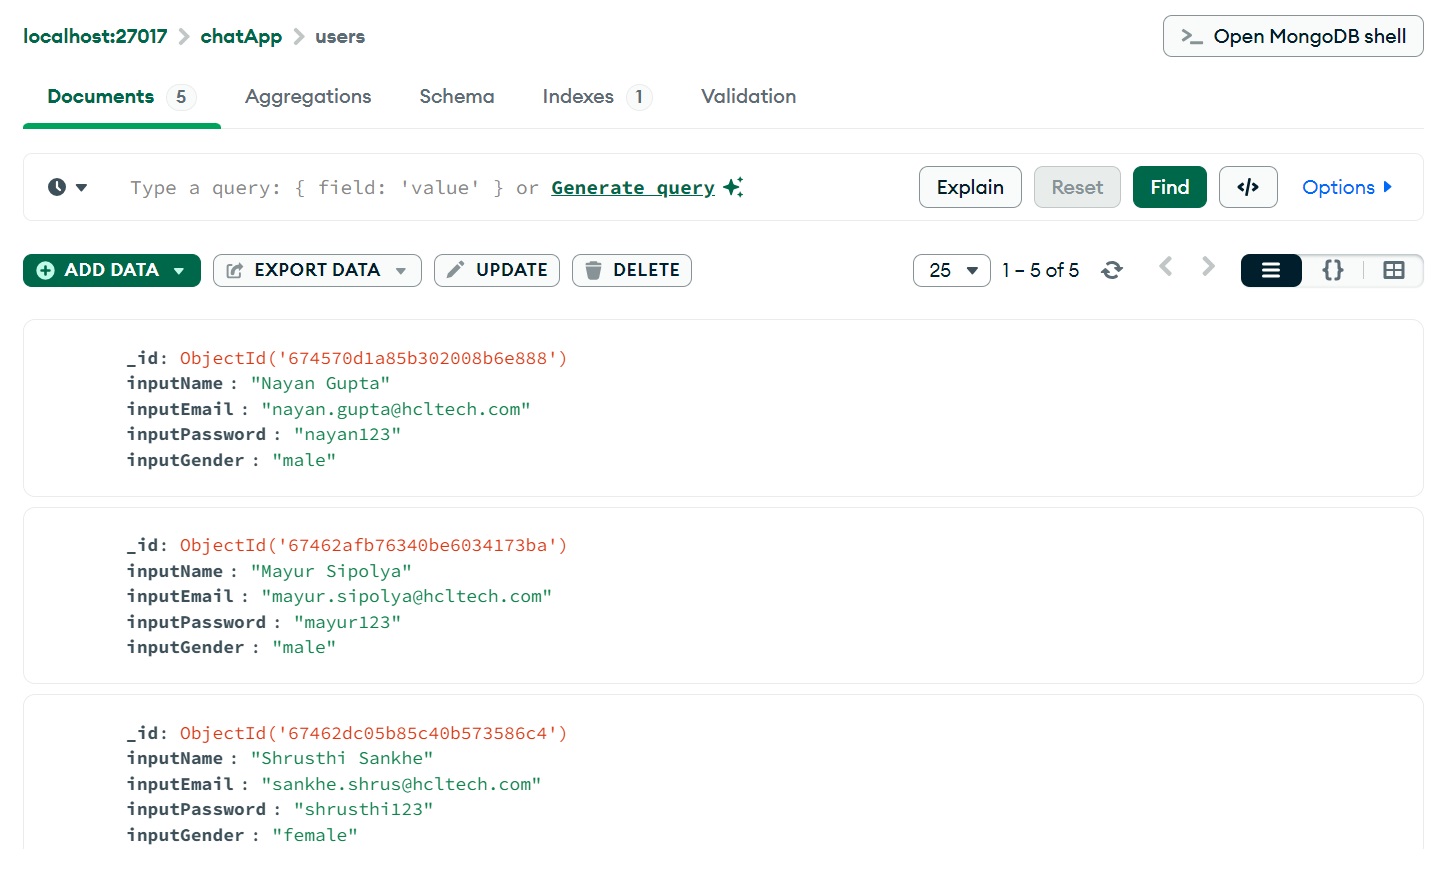 localhost:27017 > chatApp > users
>_ Open MongoDB shell
Documents 5 Aggregations Schema Indexes 1 Validation
Type a query: { field: 'value' } or Generate query
Explain Reset Find </> Options
ADD DATA EXPORT DATA UPDATE DELETE 25 1 – 5 of 5 {}
_id: ObjectId('674570d1a85b302008b6e888')
inputName : "Nayan Gupta"
inputEmail : "nayan.gupta@hcltech.com"
inputPassword : "nayan123"
inputGender : "male"
_id: ObjectId('67462afb76340be6034173ba')
inputName : "Mayur Sipolya"
inputEmail : "mayur.sipolya@hcltech.com"
inputPassword : "mayur123"
inputGender : "male"
_id: ObjectId('67462dc05b85c40b573586c4')
inputName : "Shrusthi Sankhe"
inputEmail : "sankhe.shrus@hcltech.com"
inputPassword : "shrusthi123"
inputGender : "female"